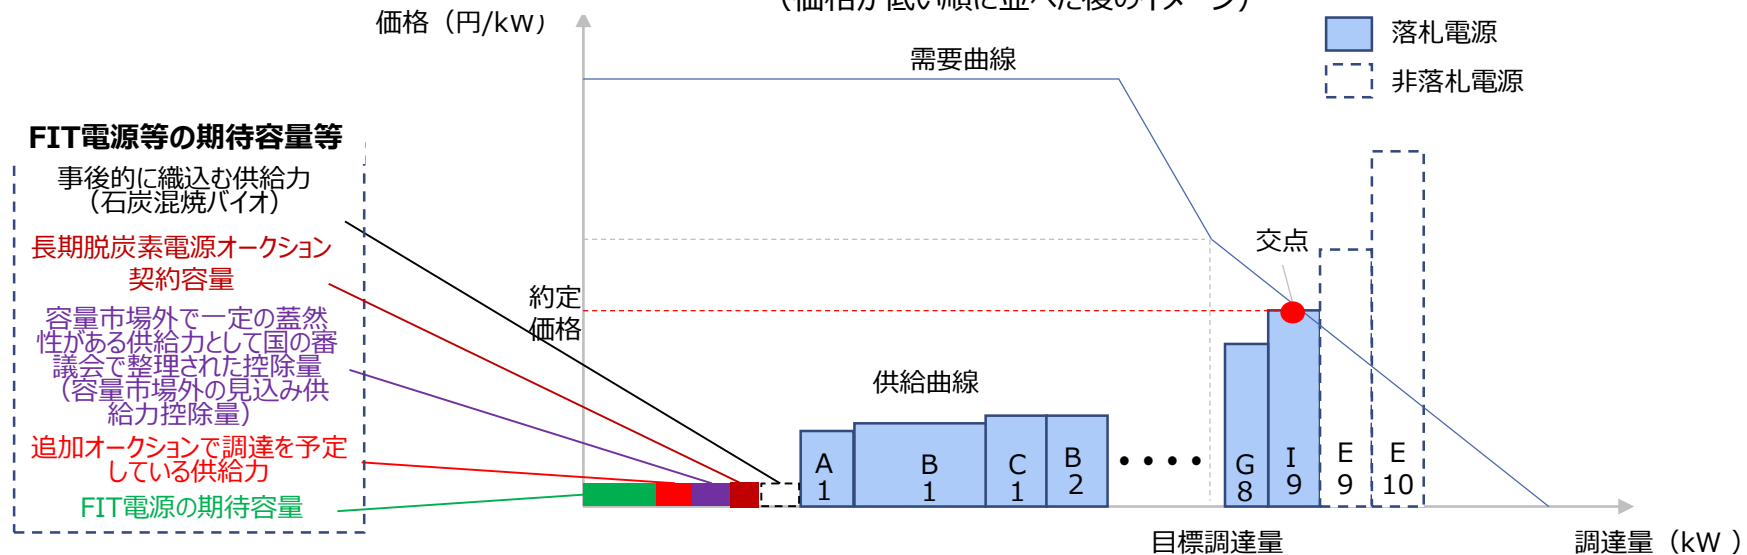 （価格が低い順に並べた後のイメージ）
価格（円/kW）
落札電源
需要曲線
非落札電源
FIT電源等の期待容量等
事後的に織込む供給力
（石炭混焼バイオ）
長期脱炭素電源オークション
契約容量
容量市場外で一定の蓋然
性がある供給力として国の審
議会で整理された控除量
（容量市場外の見込み供
給力控除量）
追加オークションで調達を予定
している供給力
FIT電源の期待容量
交点
約定
価格
供給曲線
A
1
B
1
C
1
B
2
••••
G
8
I
9
E
9
E
10
目標調達量
調達量（kW ）